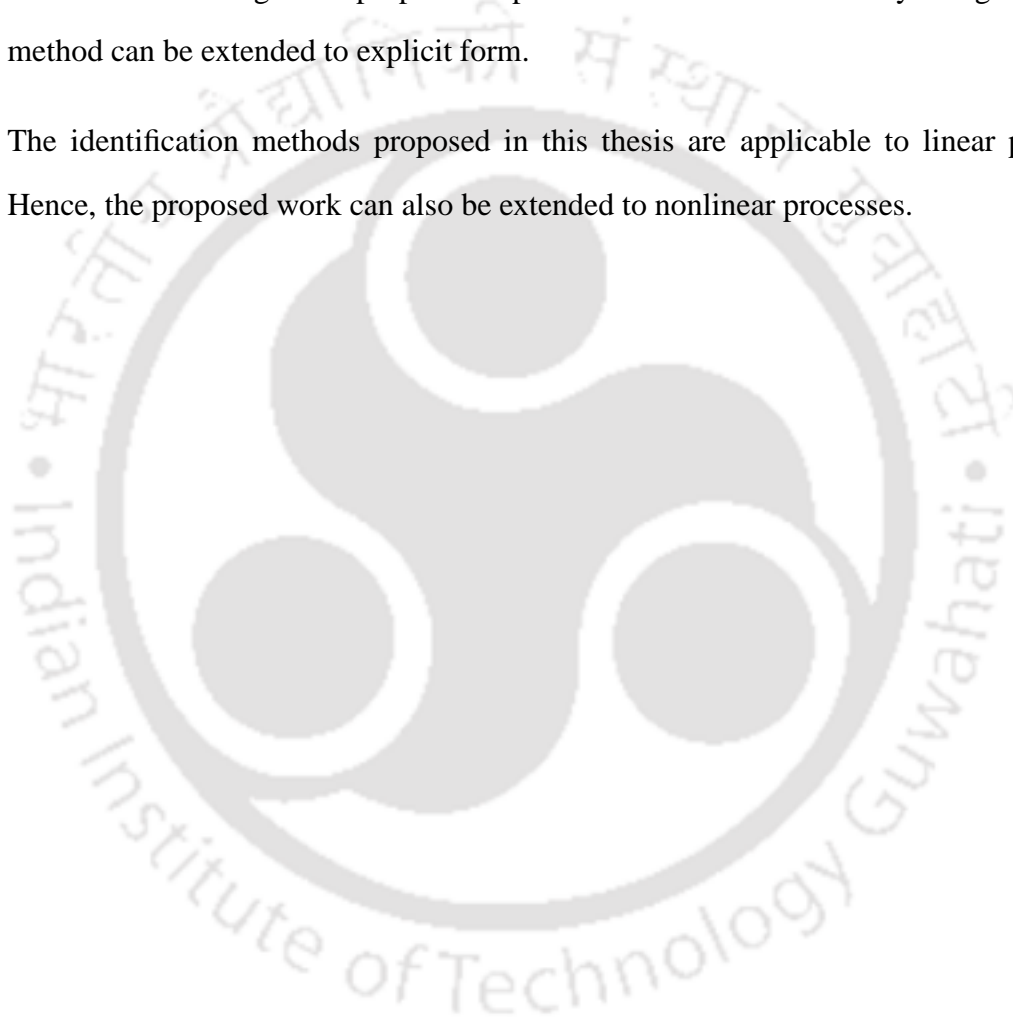 method can be extended to explicit form.
The identification methods proposed in this thesis are applicable to linear
Hence, the proposed work can also be extended to nonlinear processes.
भारतीय प्रौद्योगिकी संस्थान गुवाहाटी
Indian Institute of Technology Guwahati